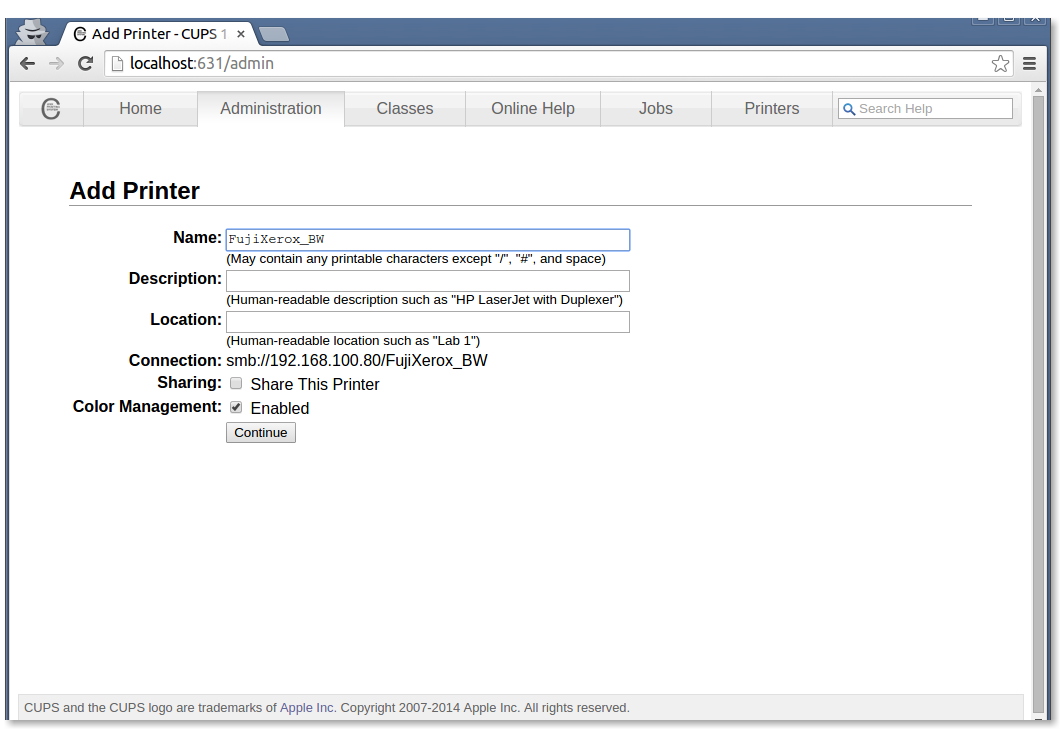 Add Printer - CUPS 1 ×
localhost:631/admin
Home Administration Classes Online Help Jobs Printers Search Help
Add Printer
Name: FujiXerox_BW
(May contain any printable characters except "/", "#", and space)
Description:
(Human-readable description such as "HP LaserJet with Duplexer")
Location:
(Human-readable location such as "Lab 1")
Connection: smb://192.168.100.80/FujiXerox_BW
Sharing: Share This Printer
Color Management: Enabled
Continue
CUPS and the CUPS logo are trademarks of Apple Inc. Copyright 2007-2014 Apple Inc. All rights reserved.